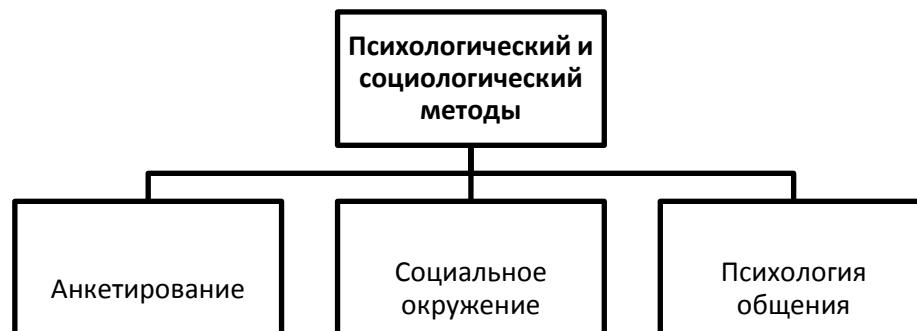 Психологический и
социологический
методы
Анкетирование
Социальное
окружение
Психология
общения